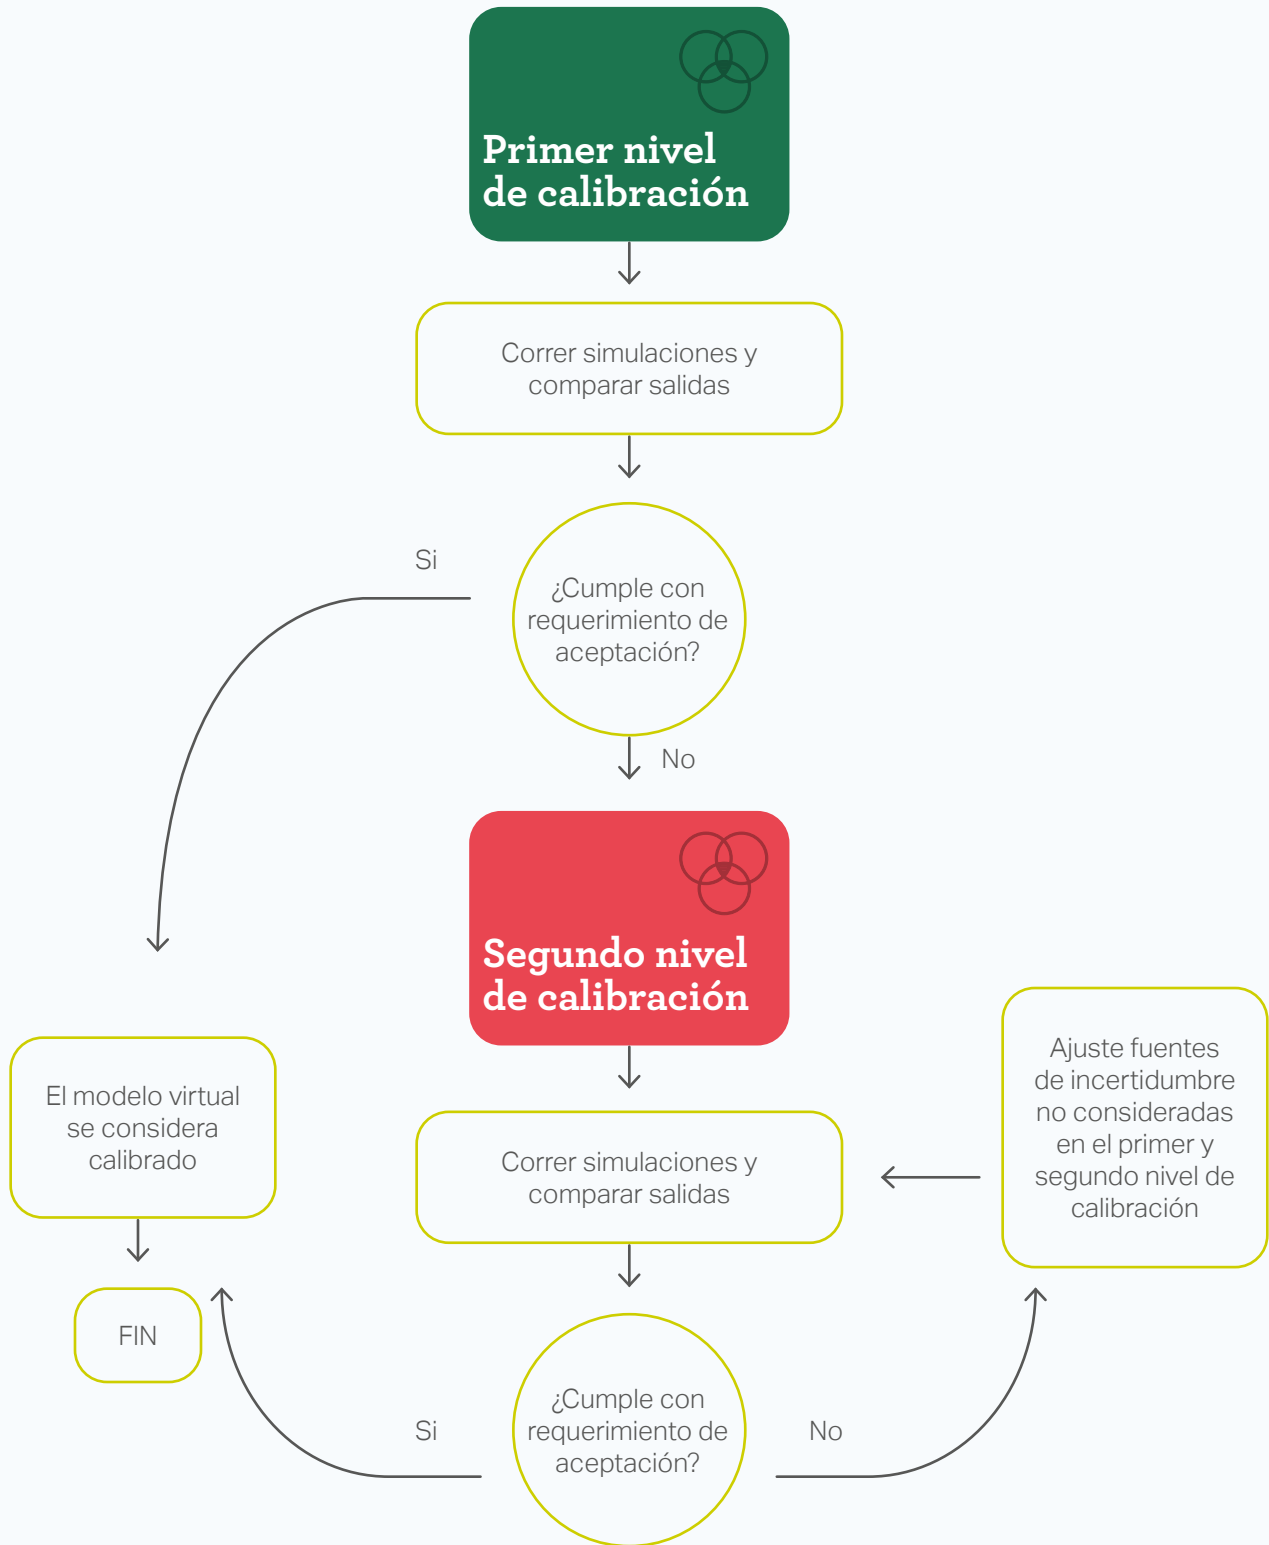 Primer nivel
de calibración
Correr simulaciones y
comparar salidas
Si
¿Cumple con
requerimiento de
aceptación?
No
Segundo nivel
de calibración
El modelo virtual
se considera
calibrado
Correr simulaciones y
comparar salidas
Ajuste fuentes
de incertidumbre
no consideradas
en el primer y
segundo nivel de
calibración
FIN
Si
¿Cumple con
requerimiento de
aceptación?
No